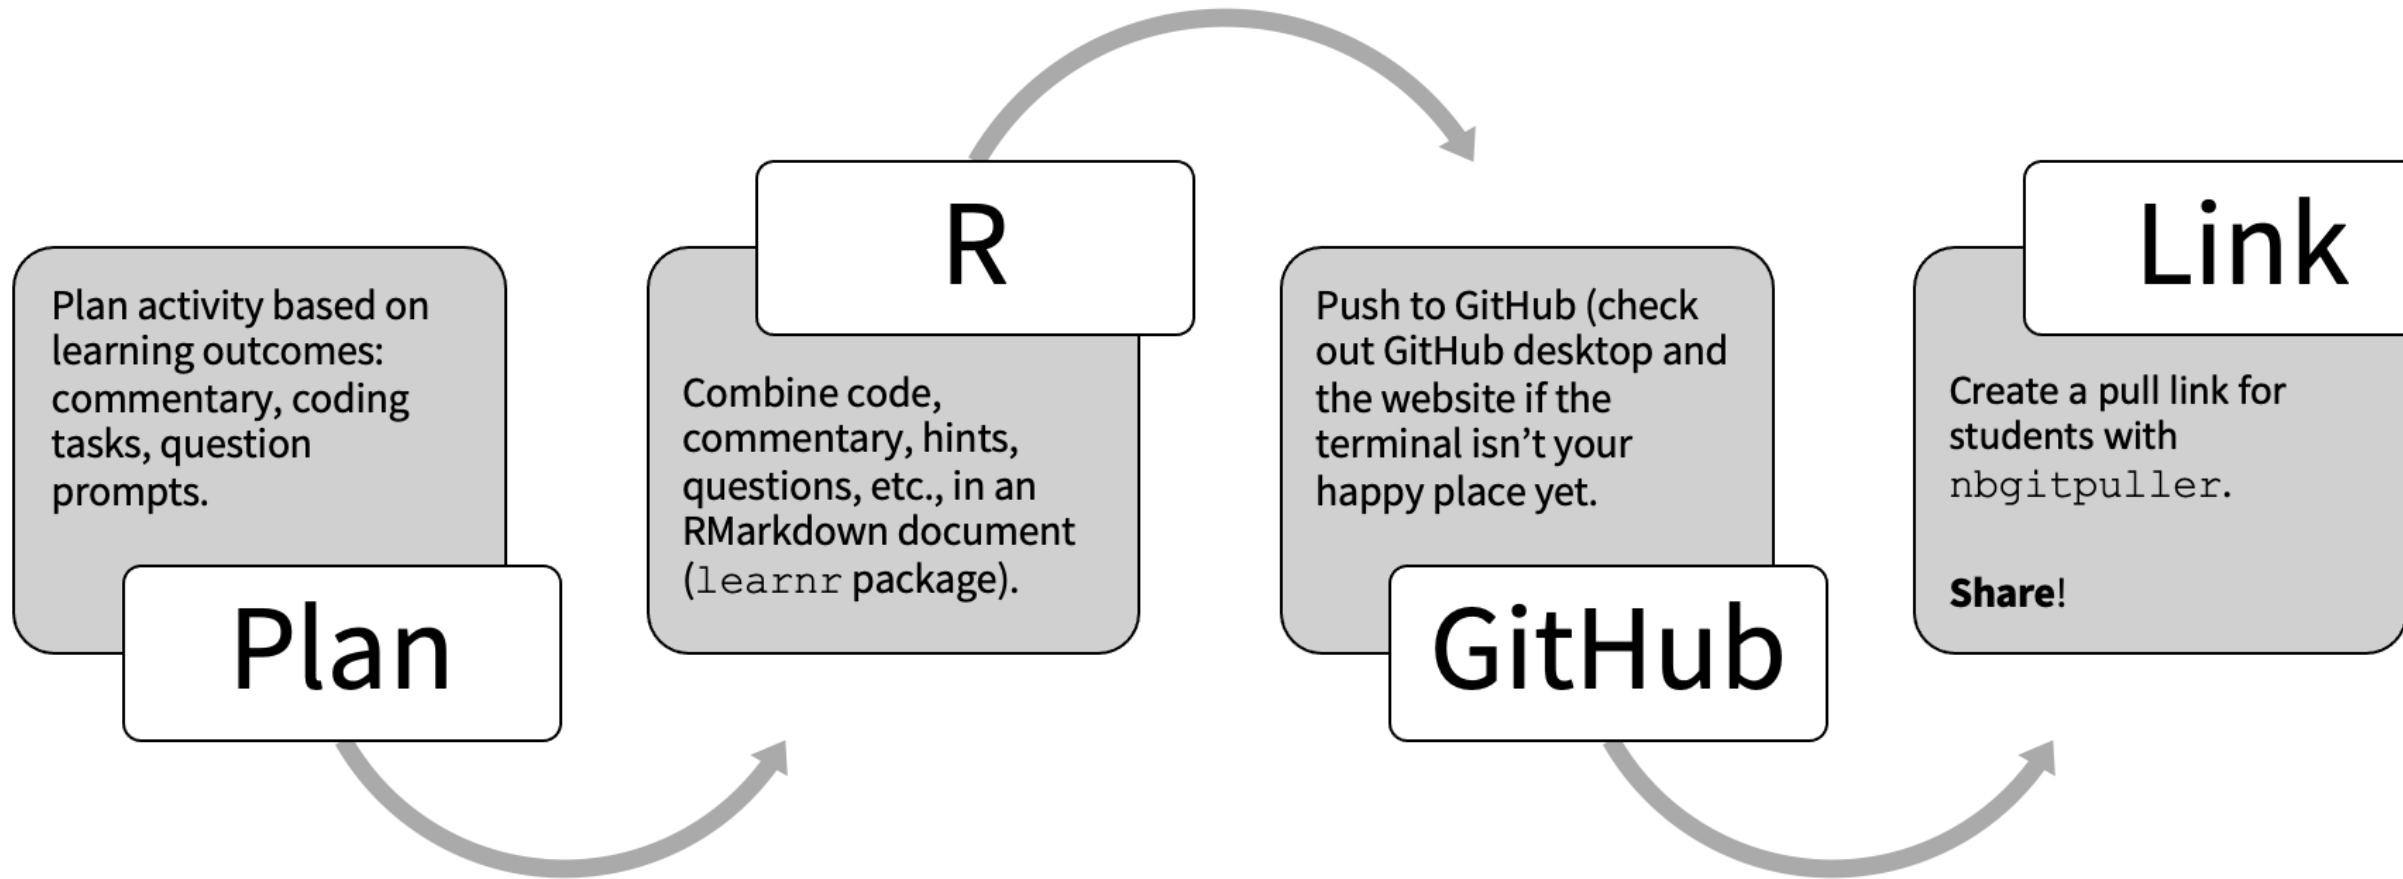 Plan activity based on
learning outcomes:
commentary, coding
tasks, question
prompts.
Plan
R
Combine code,
commentary, hints,
questions, etc., in an
RMarkdown document
(learnr package).
Push to GitHub (check
out GitHub desktop and
the website if the
terminal isn’t your
happy place yet.
GitHub
Link
Create a pull link for
students with
nbgitpuller.
Share!